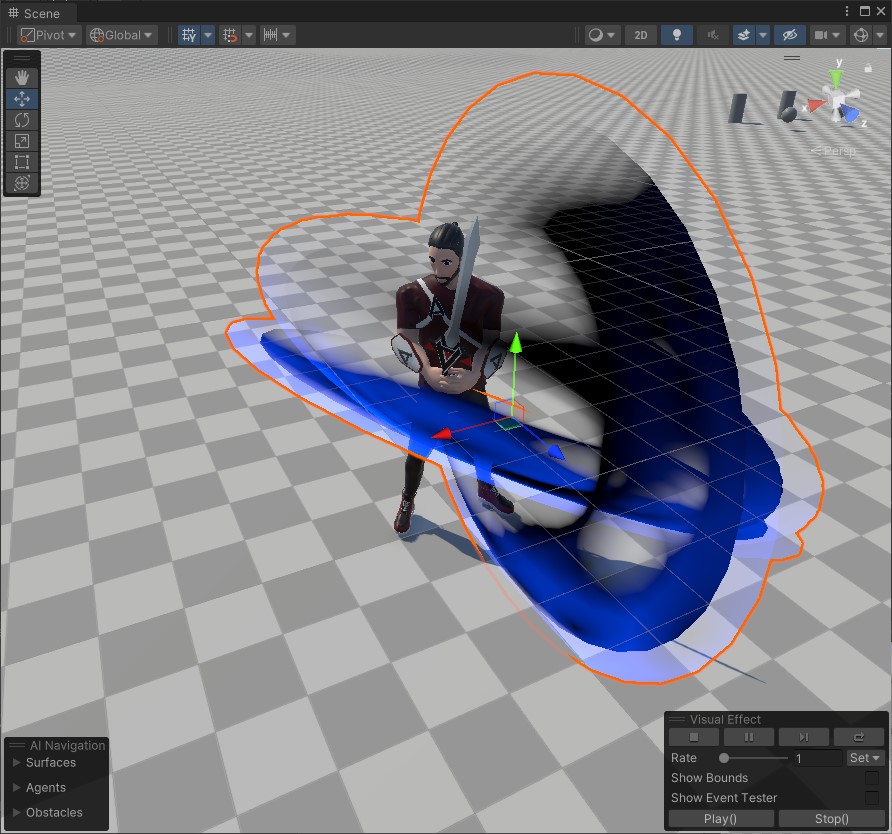 Scene
Pivot Global 2D
y
x
z
<Persp
AI Navigation
Surfaces
Agents
Obstacles
Visual Effect
Rate 1 Set
Show Bounds
Show Event Tester
Play() Stop()